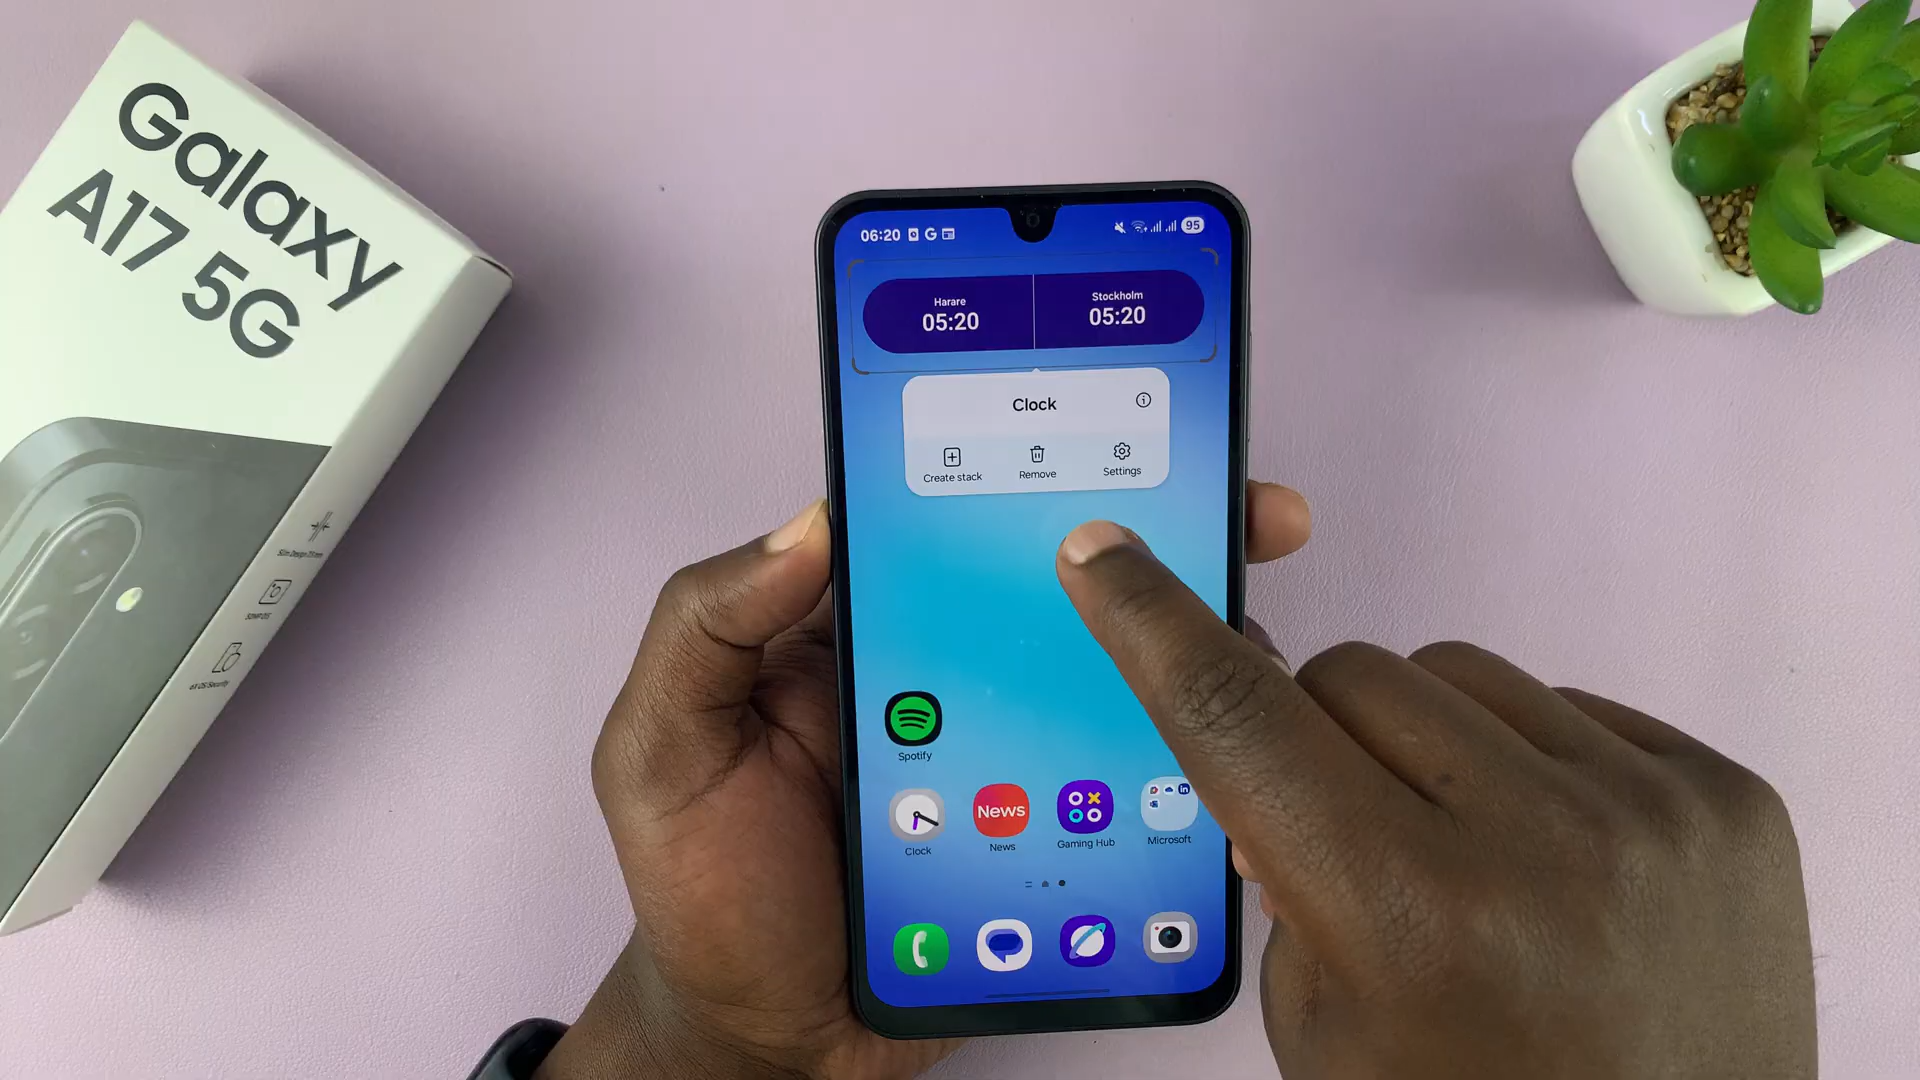 Galaxy
A17 5G
06:20
G
95
Harare
05:20
Stockholm
05:20
Clock
Create stack
Remove
Settings
Spotify
Clock
News
News
Gaming Hub
Microsoft